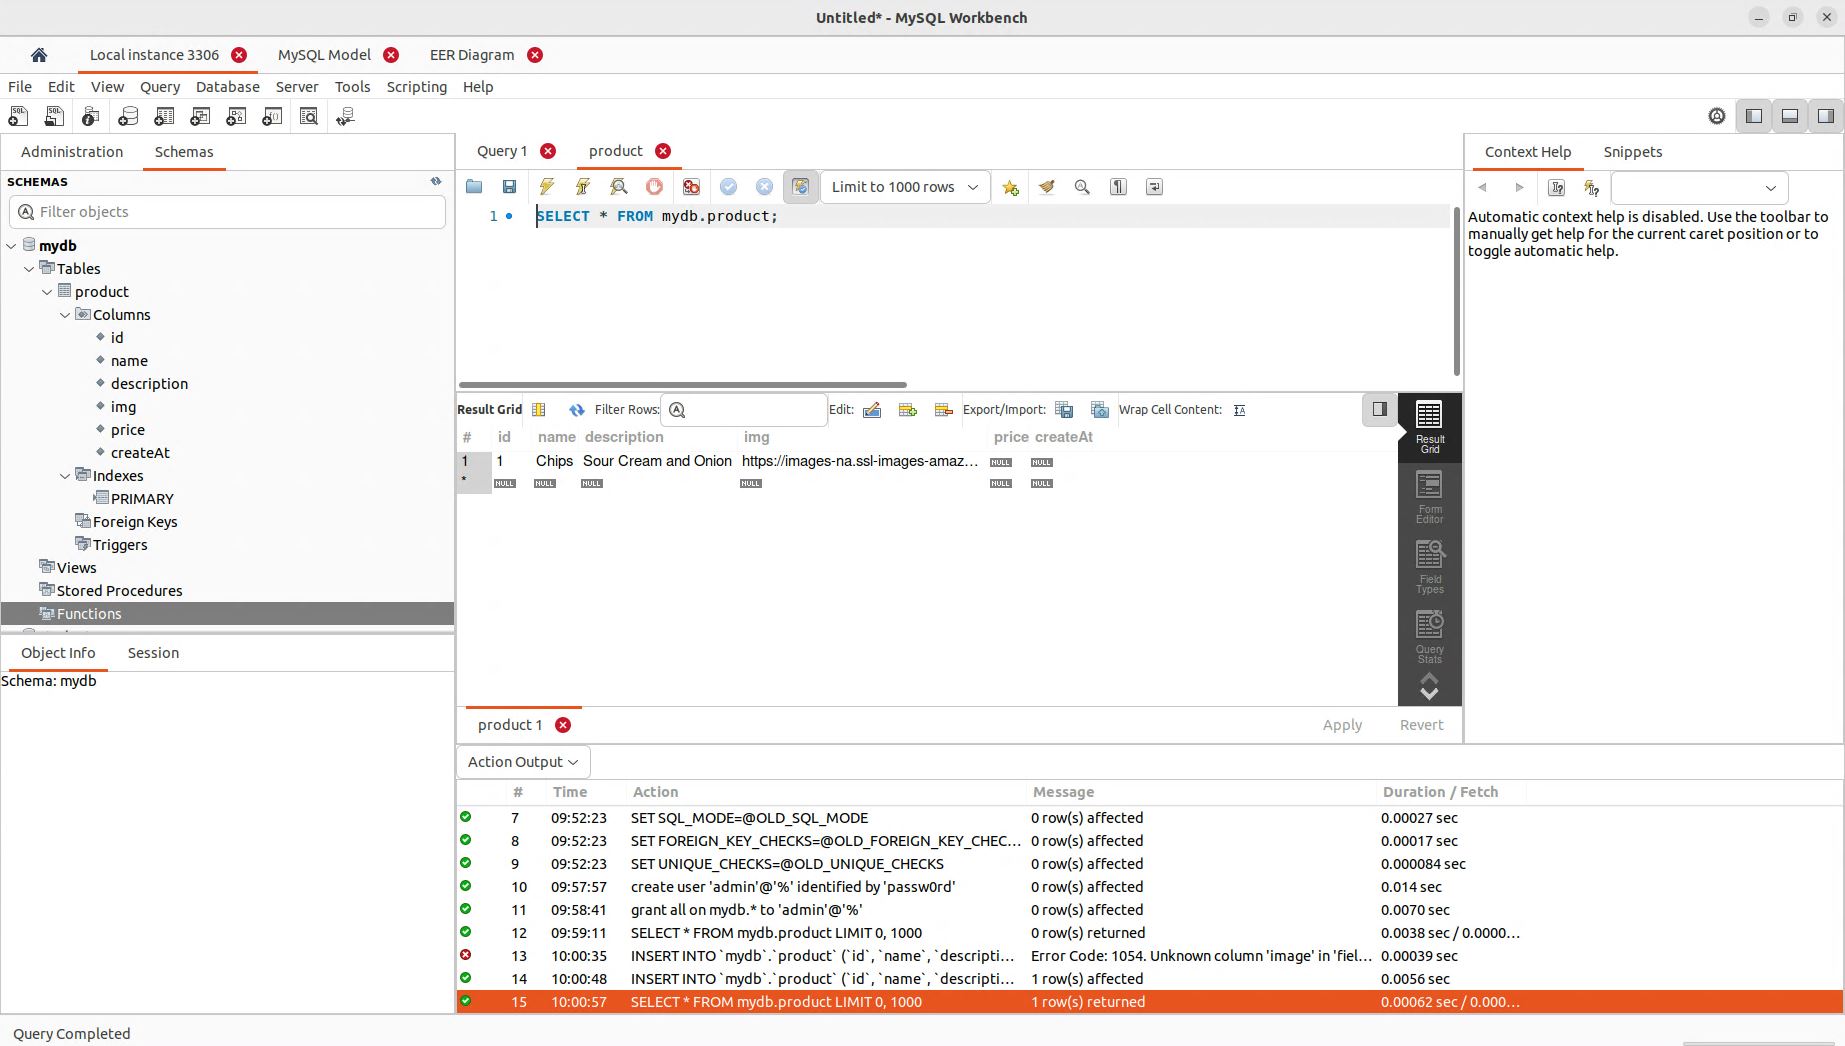 Untitled* - MySQL Workbench
Local instance 3306
MySQL Model
EER Diagram
File Edit View Query Database Server Tools Scripting Help
Administration
Schemas
SCHEMAS
Filter objects
mydb
Tables
product
Columns
id
name
description
img
price
createAt
Indexes
PRIMARY
Foreign Keys
Triggers
Views
Stored Procedures
Functions
Object Info
Session
Schema: mydb
Query 1
product
Limit to 1000 rows
1 SELECT * FROM mydb.product;
Result Grid
Filter Rows:
Edit:
Export/Import:
Wrap Cell Content:
# id name description img price createAt
1 1 Chips Sour Cream and Onion https://images-na.ssl-images-amaz... NULL NULL
* NULL NULL NULL NULL NULL NULL
Result
Grid
Form
Editor
Field
Types
Query
Stats
product 1
Apply
Revert
Context Help
Snippets
Automatic context help is disabled. Use the toolbar to
manually get help for the current caret position or to
toggle automatic help.
Action Output
# Time Action Message Duration / Fetch
7 09:52:23 SET SQL_MODE=@OLD_SQL_MODE 0 row(s) affected 0.00027 sec
8 09:52:23 SET FOREIGN_KEY_CHECKS=@OLD_FOREIGN_KEY_CHEC... 0 row(s) affected 0.00017 sec
9 09:52:23 SET UNIQUE_CHECKS=@OLD_UNIQUE_CHECKS 0 row(s) affected 0.000084 sec
10 09:57:57 create user 'admin'@'%' identified by 'passw0rd' 0 row(s) affected 0.014 sec
11 09:58:41 grant all on mydb.* to 'admin'@'%' 0 row(s) affected 0.0070 sec
12 09:59:11 SELECT * FROM mydb.product LIMIT 0, 1000 0 row(s) returned 0.0038 sec / 0.0000...
13 10:00:35 INSERT INTO `mydb`.`product` (`id`, `name`, `descripti... Error Code: 1054. Unknown column 'image' in 'fiel... 0.00039 sec
14 10:00:48 INSERT INTO `mydb`.`product` (`id`, `name`, `descripti... 1 row(s) affected 0.0056 sec
15 10:00:57 SELECT * FROM mydb.product LIMIT 0, 1000 1 row(s) returned 0.00062 sec / 0.000...
Query Completed